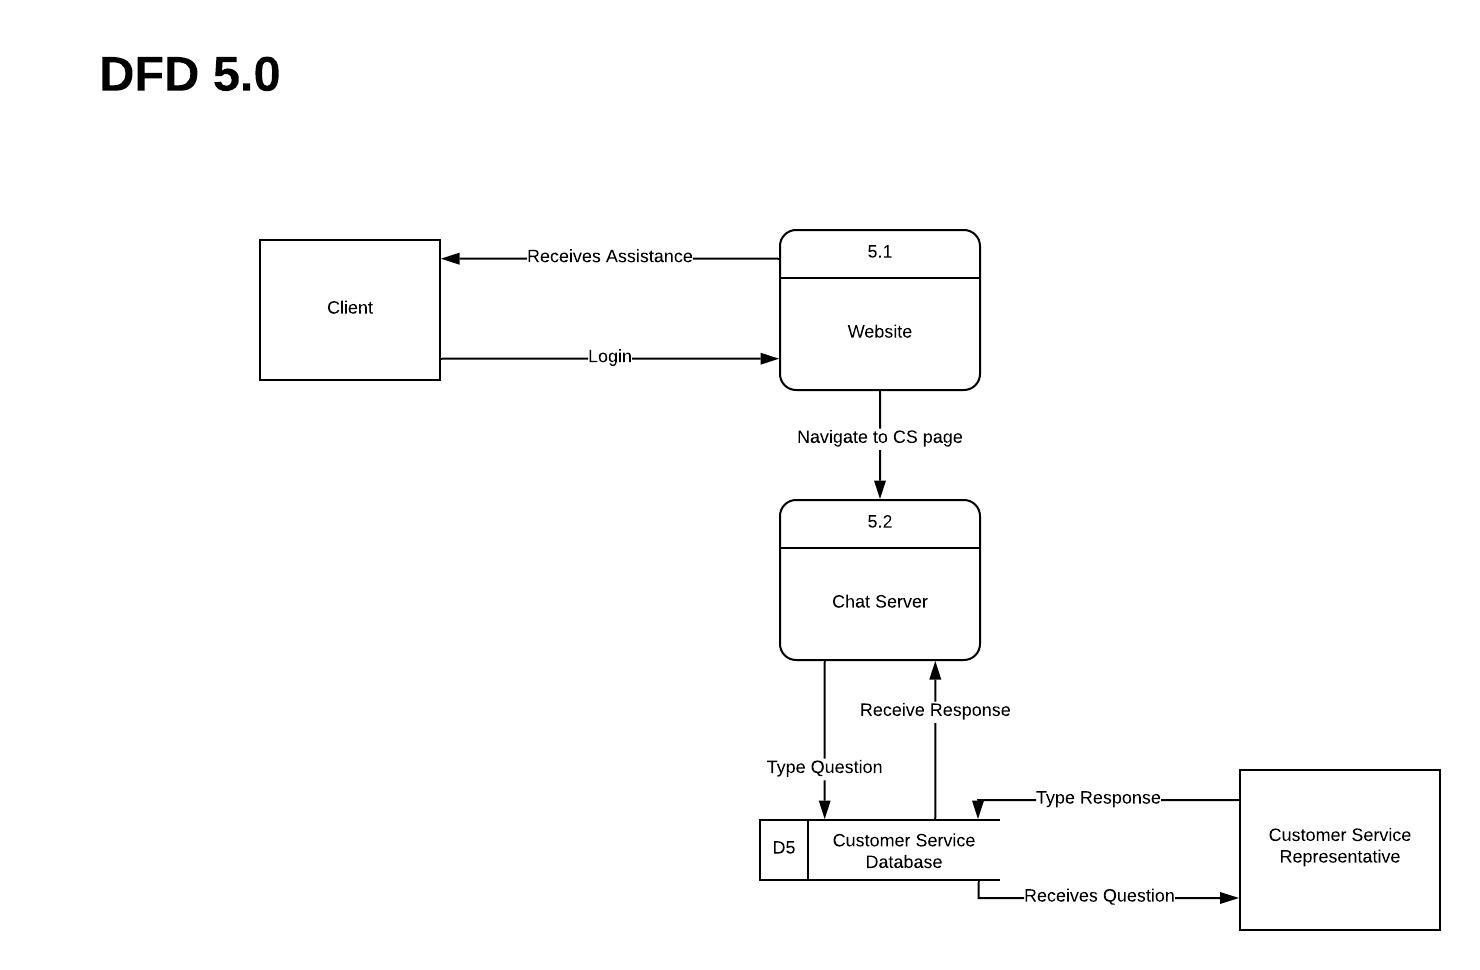 DFD 5.0
5.1
Receives Assistance
Client
Website
Login
Navigate to CS page
5.2
Chat Server
Receive Response
Type Question
Type Response
D5
Customer Service
Database
Customer Service
Representative
Receives Question